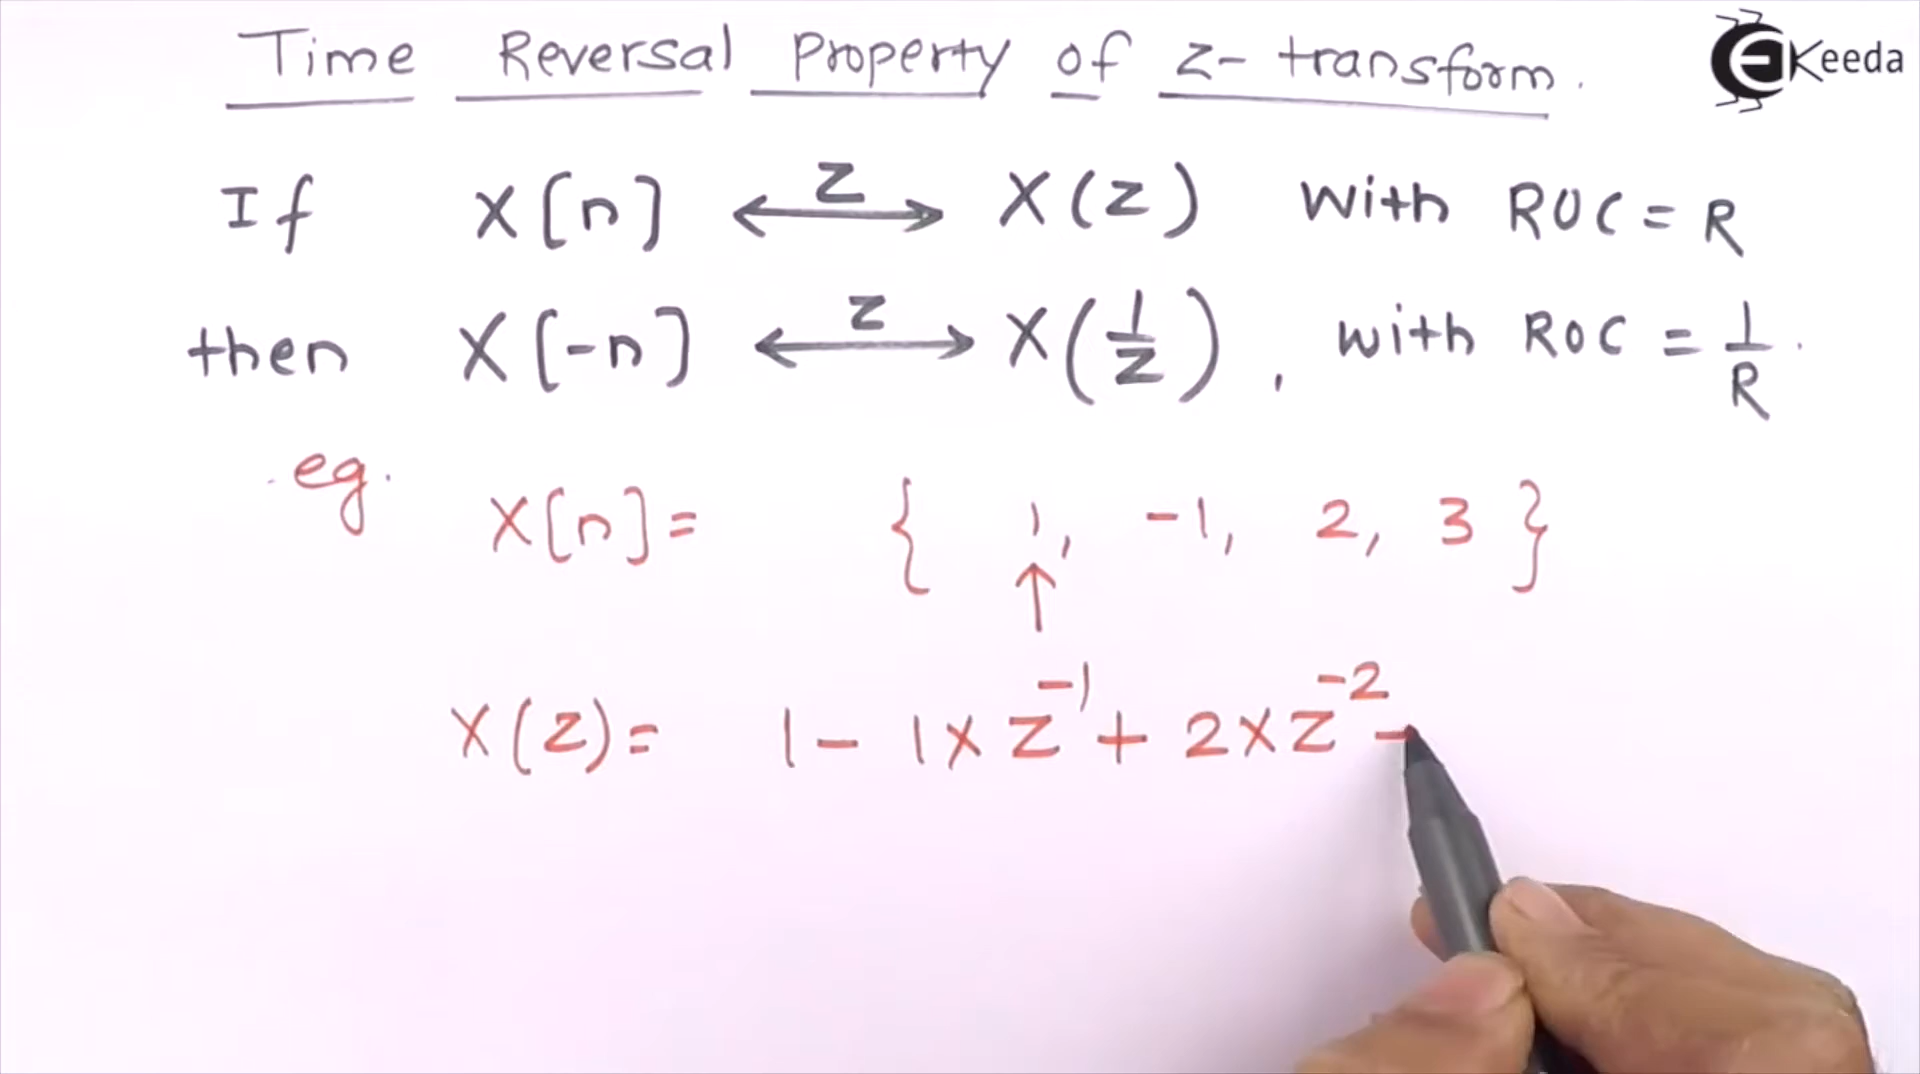 Time Reversal Property of z-transform.
EKeeda
If x[n] ⟷ᶻ X(z) with ROC = R
then x[-n] ⟷ᶻ X(1/z), with ROC = 1/R.
eg.
x[n] = { 1, -1, 2, 3 }
↑
X(z) = 1 - 1×z⁻¹ + 2×z⁻² -